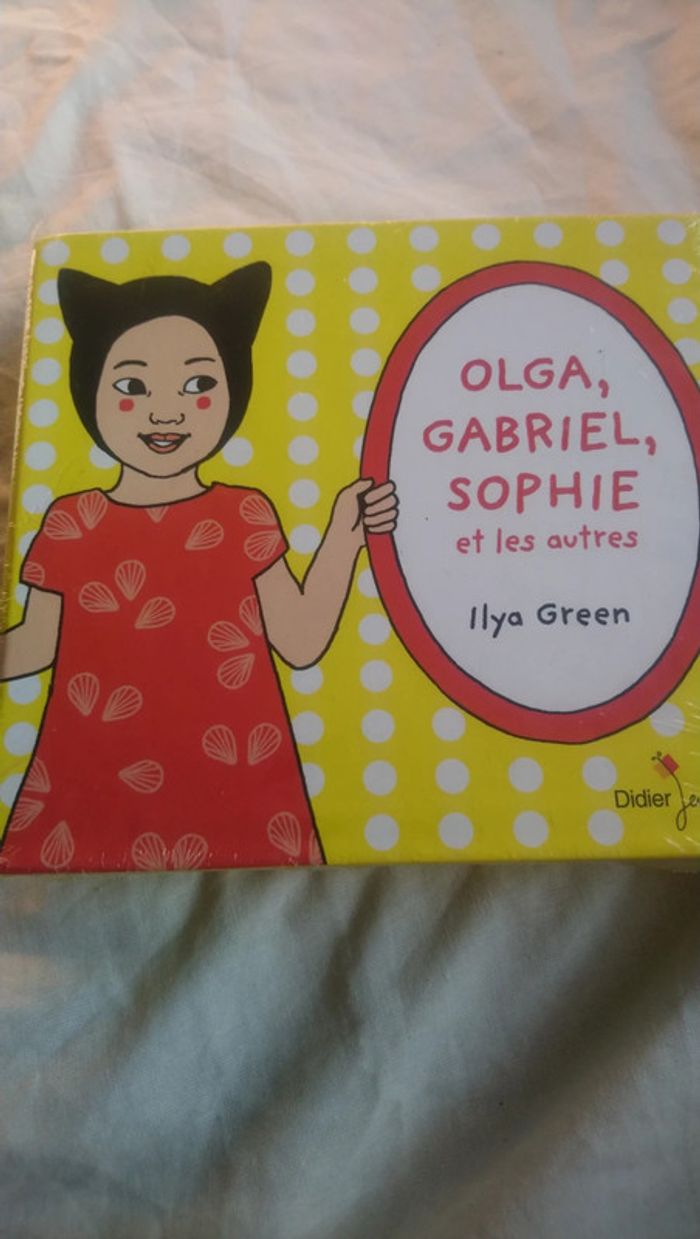 OLGA,
GABRIEL,
SOPHIE
et les autres
Ilya Green
Didier